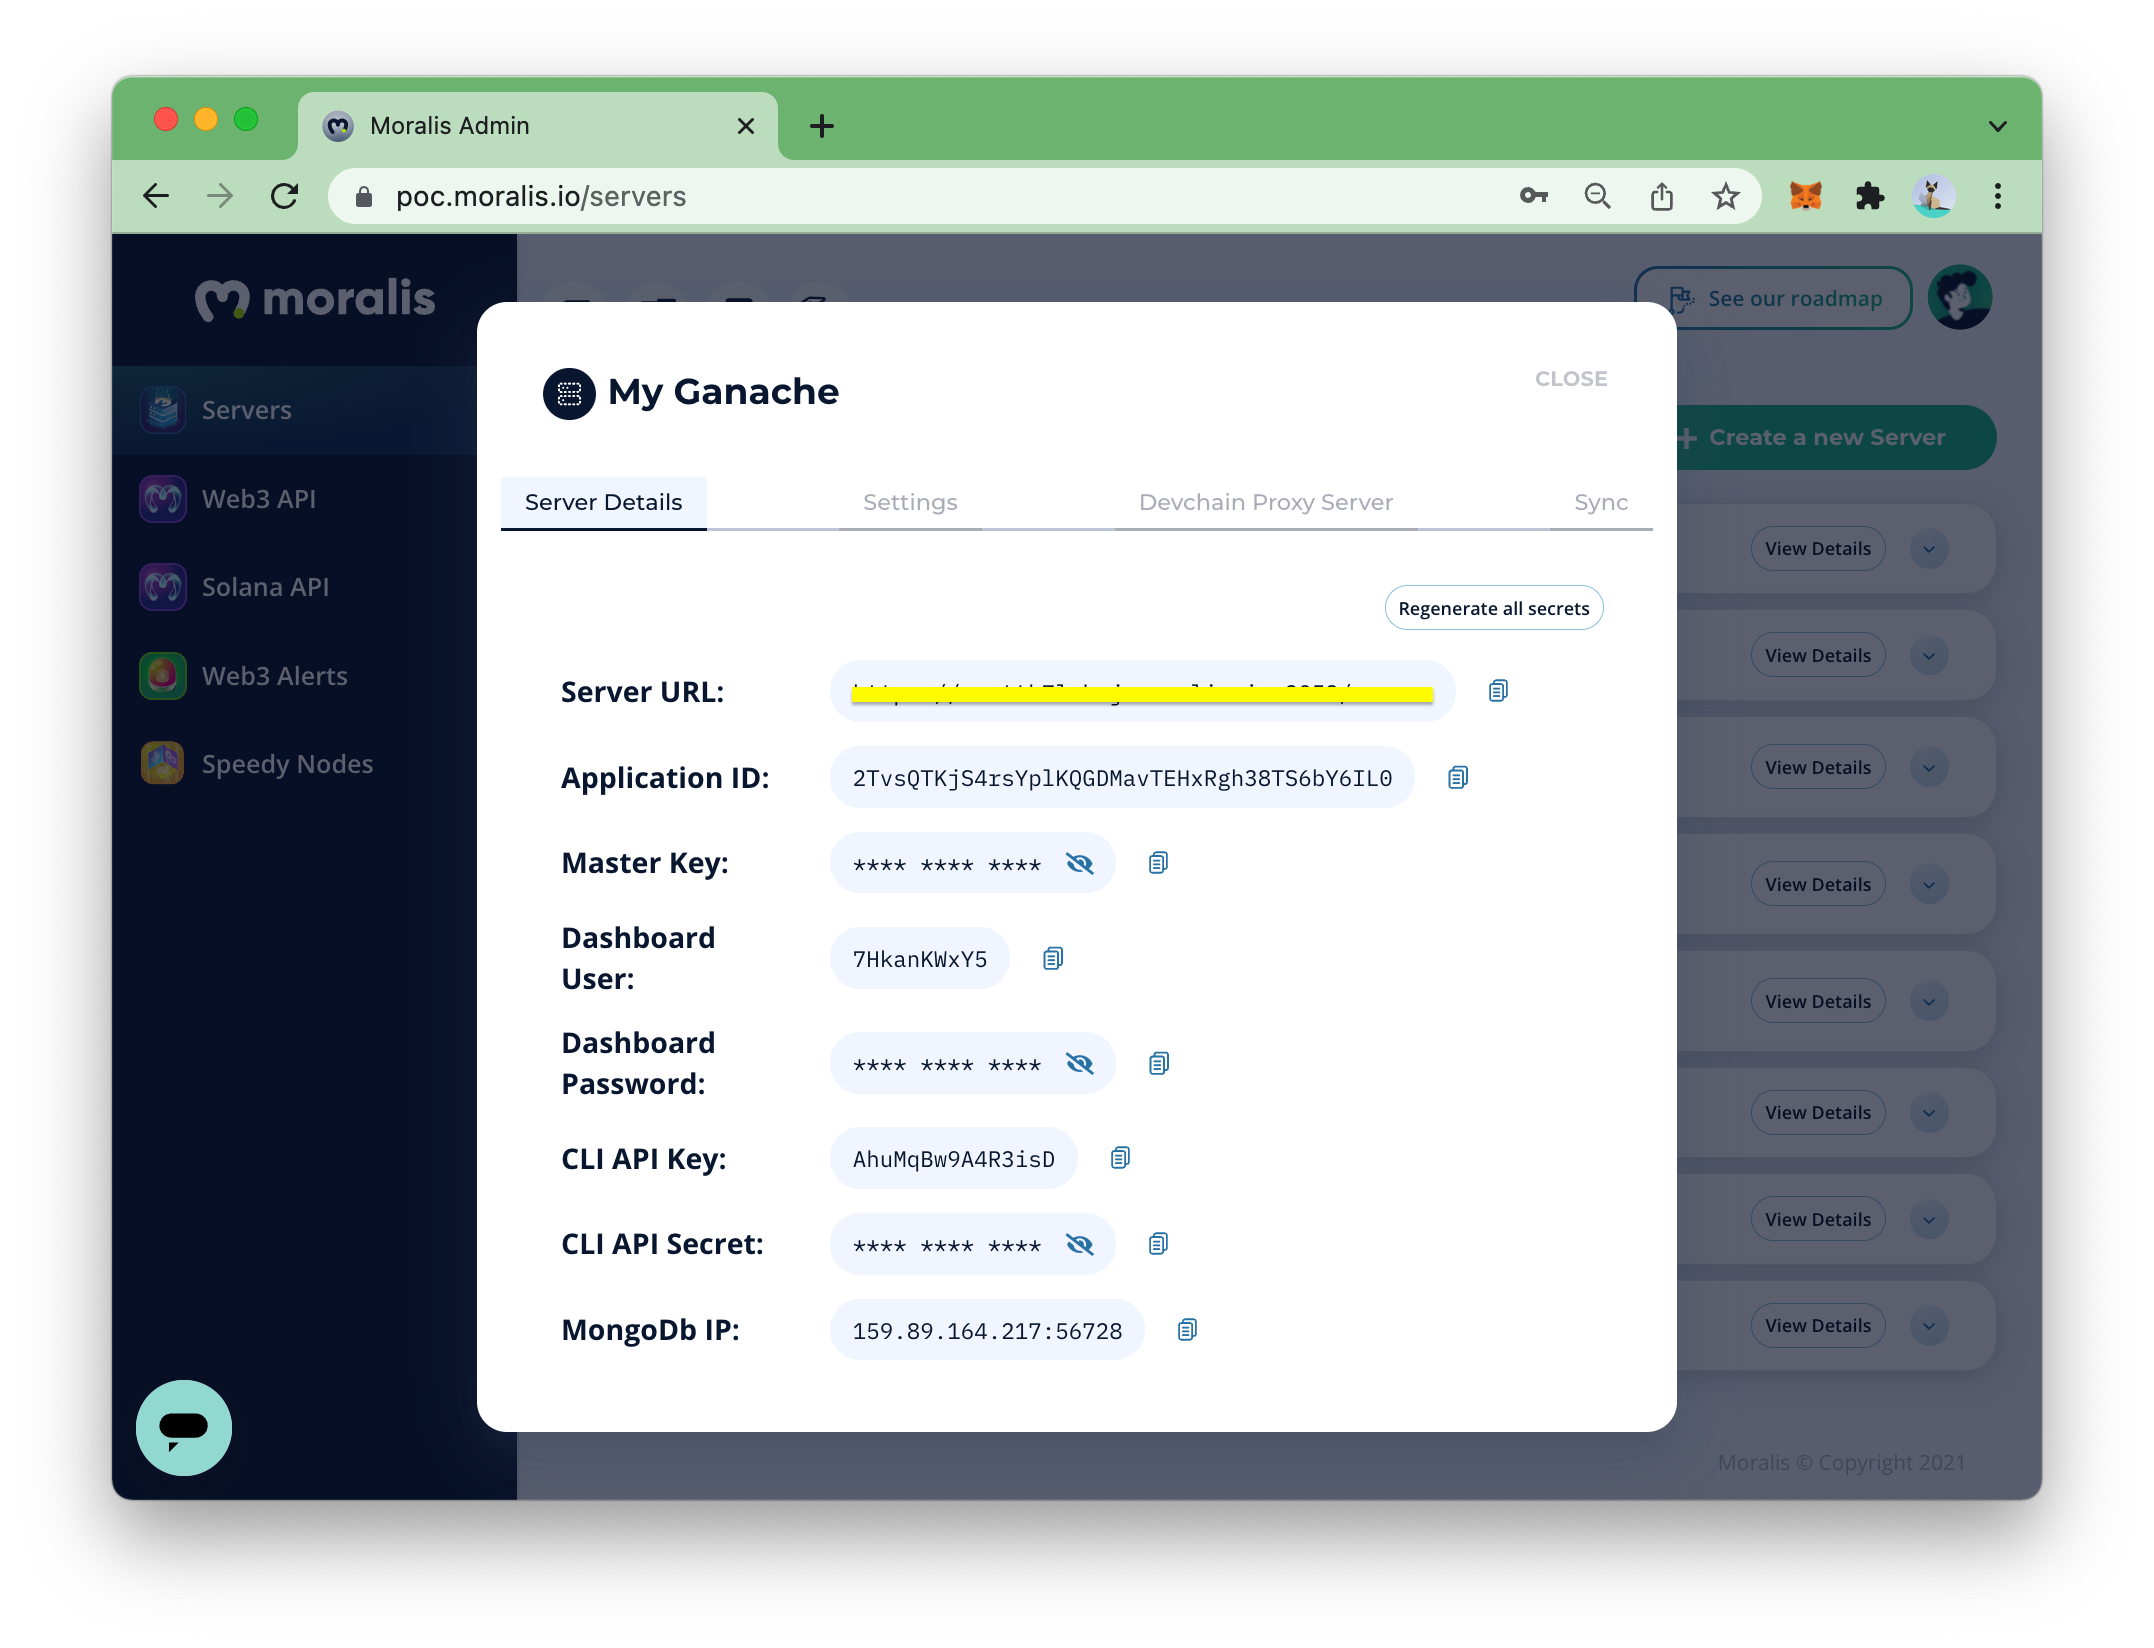 Moralis Admin
poc.moralis.io/servers
moralis
See our roadmap
Servers
Web3 API
Solana API
Web3 Alerts
Speedy Nodes
My Ganache
CLOSE
+ Create a new Server
Server Details
Settings
Devchain Proxy Server
Sync
Regenerate all secrets
Server URL:
Application ID:
2TvsQTKjS4rsYplKQGDMavTEHxRgh38TS6bY6IL0
Master Key:
**** **** ****
Dashboard
User:
7HkanKWxY5
Dashboard
Password:
**** **** ****
CLI API Key:
AhuMqBw9A4R3isD
CLI API Secret:
**** **** ****
MongoDb IP:
159.89.164.217:56728
View Details
View Details
View Details
View Details
View Details
View Details
View Details
View Details
Moralis © Copyright 2021